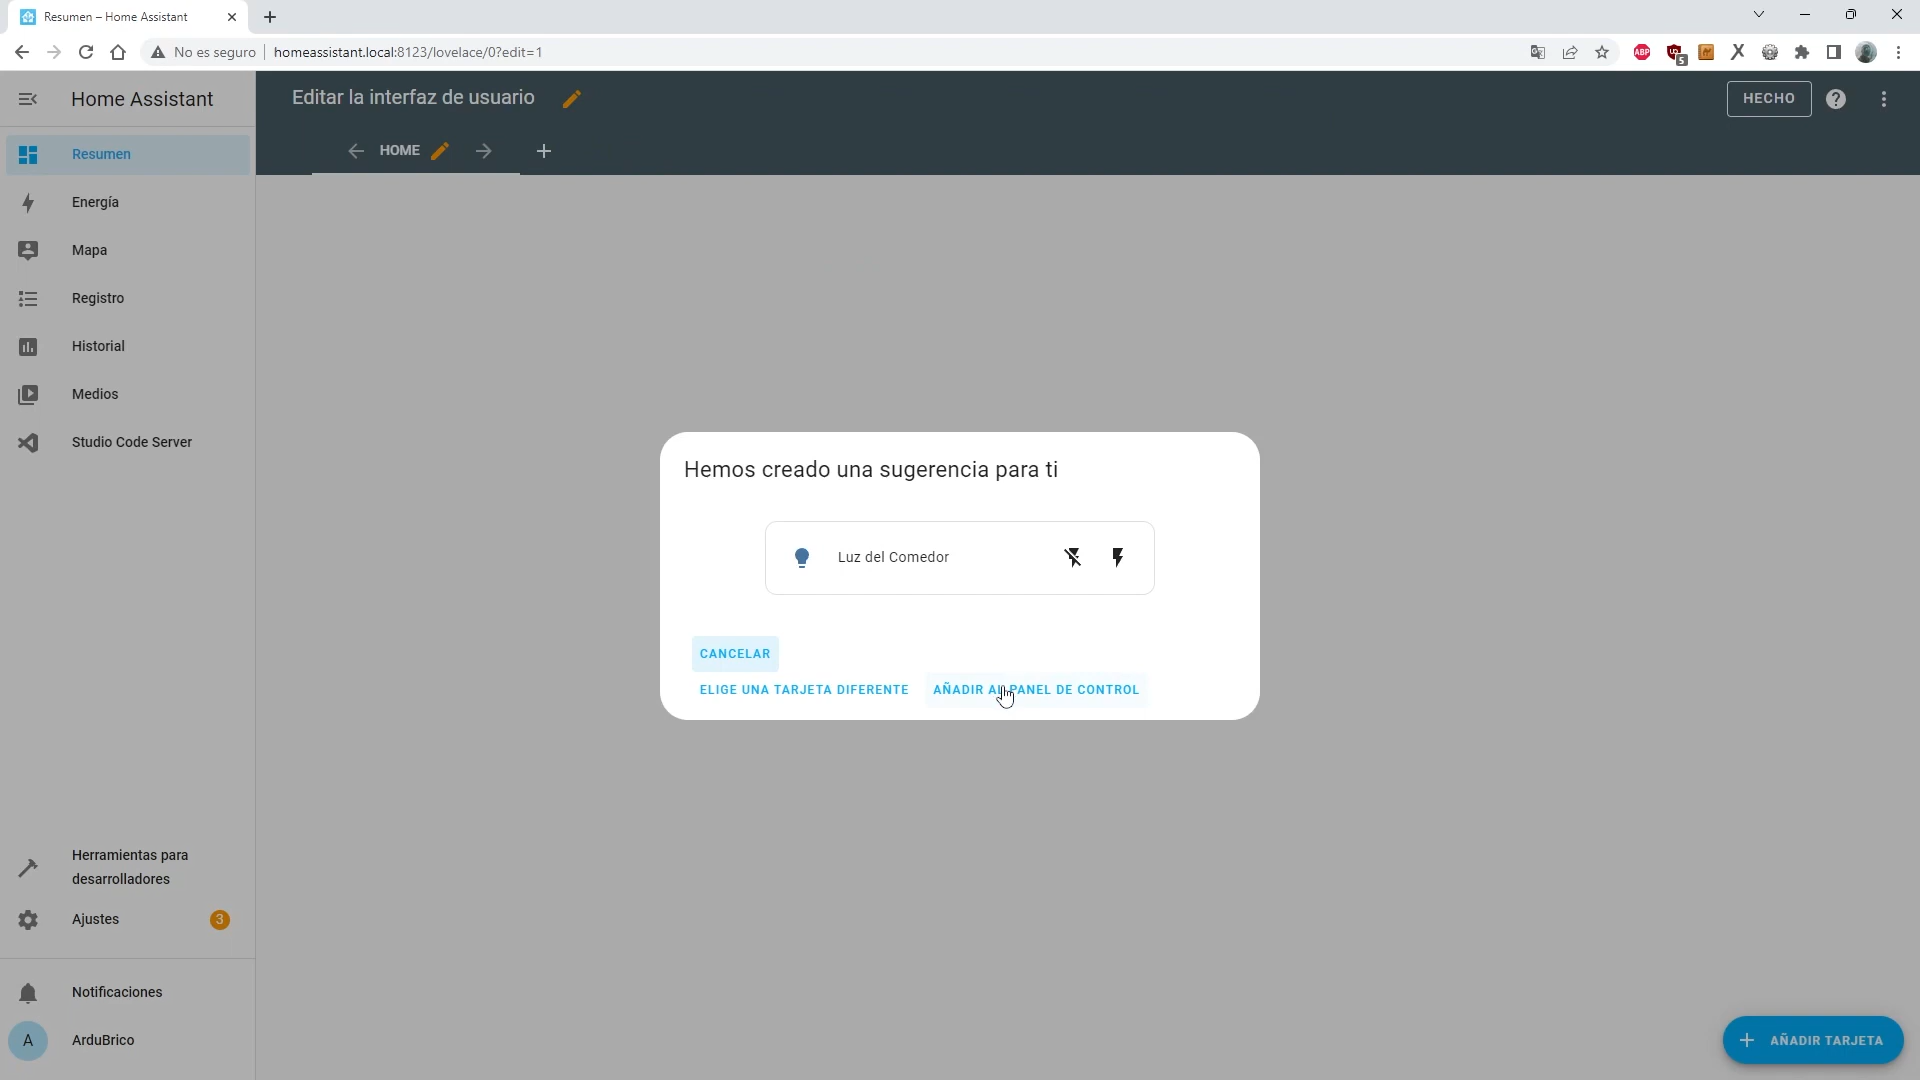 Resumen – Home Assistant
No es seguro
homeassistant.local:8123/lovelace/0?edit=1
ABP
5
Home Assistant
Editar la interfaz de usuario
HECHO
HOME
Resumen
Energía
Mapa
Registro
Historial
Medios
Studio Code Server
Hemos creado una sugerencia para ti
Luz del Comedor
CANCELAR
ELIGE UNA TARJETA DIFERENTE
AÑADIR AL PANEL DE CONTROL
Herramientas para
desarrolladores
Ajustes
3
Notificaciones
A
ArduBrico
AÑADIR TARJETA